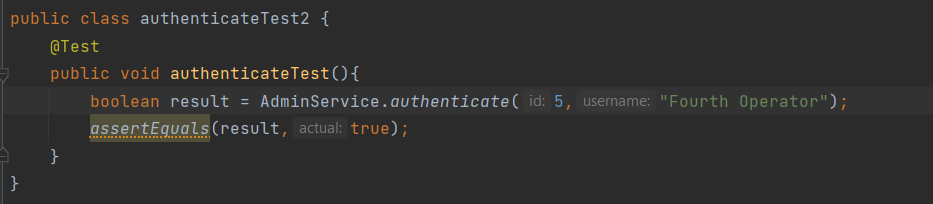 public class authenticateTest2 {
@Test
public void authenticateTest(){
boolean result = AdminService.authenticate( id: 5, username: "Fourth Operator");
assertEquals(result, actual: true);
}
}